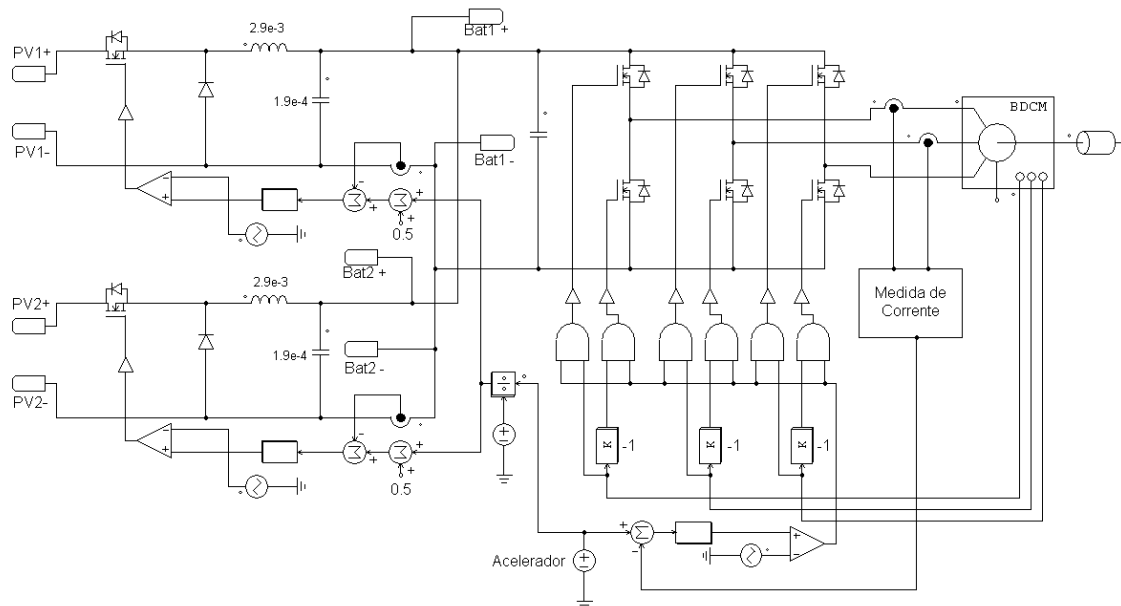 Bat1 +
2.9e-3
PV1+
1.9e-4
BDCM
PV1-
Bat1 -
-
+
-
+
+
+
0.5
Bat2 +
2.9e-3
PV2+
Medida de
Corrente
1.9e-4
Bat2 -
PV2-
÷
-
+
-
+
+
+
0.5
K
-1
K
-1
K
-1
+
Σ
-
+
-
Acelerador